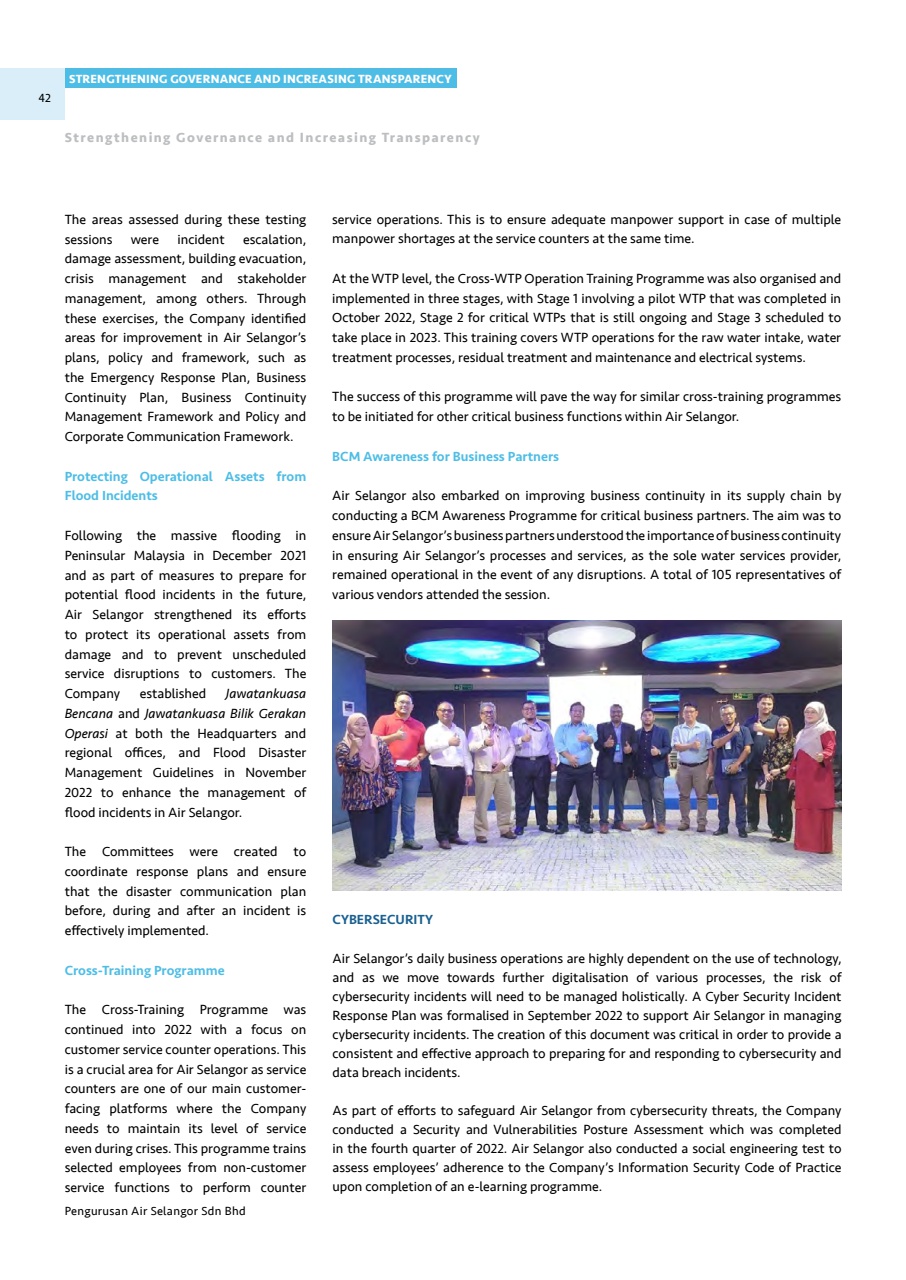 STRENGTHENING GOVERNANCE AND INCREASING TRANSPARENCY
42
Strengthening Governance and Increasing Transparency
The areas assessed during these testing
sessions were incident escalation,
damage assessment, building evacuation,
crisis management and stakeholder
management, among others. Through
these exercises, the Company identified
areas for improvement in Air Selangor's
plans, policy and framework, such as
the Emergency Response Plan, Business
Continuity Plan, Business Continuity
Management Framework and Policy and
Corporate Communication Framework.
Protecting Operational Assets from
Flood Incidents
Following the massive flooding in
Peninsular Malaysia in December 2021
and as part of measures to prepare for
potential flood incidents in the future,
Air Selangor strengthened its efforts
to protect its operational assets from
damage and to prevent unscheduled
service disruptions to customers. The
Company established Jawatankuasa
Bencana and Jawatankuasa Bilik Gerakan
Operasi at both the Headquarters and
regional offices, and Flood Disaster
Management Guidelines in November
2022 to enhance the management of
flood incidents in Air Selangor.
The Committees were created to
coordinate response plans and ensure
that the disaster communication plan
before, during and after an incident is
effectively implemented.
Cross-Training Programme
The Cross-Training Programme was
continued into 2022 with a focus on
customer service counter operations. This
is a crucial area for Air Selangor as service
counters are one of our main customer-
facing platforms where the Company
needs to maintain its level of service
even during crises. This programme trains
selected employees from non-customer
service functions to perform counter
service operations. This is to ensure adequate manpower support in case of multiple
manpower shortages at the service counters at the same time.
At the WTP level, the Cross-WTP Operation Training Programme was also organised and
implemented in three stages, with Stage 1 involving a pilot WTP that was completed in
October 2022, Stage 2 for critical WTPs that is still ongoing and Stage 3 scheduled to
take place in 2023. This training covers WTP operations for the raw water intake, water
treatment processes, residual treatment and maintenance and electrical systems.
The success of this programme will pave the way for similar cross-training programmes
to be initiated for other critical business functions within Air Selangor.
BCM Awareness for Business Partners
Air Selangor also embarked on improving business continuity in its supply chain by
conducting a BCM Awareness Programme for critical business partners. The aim was to
ensure Air Selangor's business partners understood the importance of business continuity
in ensuring Air Selangor's processes and services, as the sole water services provider,
remained operational in the event of any disruptions. A total of 105 representatives of
various vendors attended the session.
CYBERSECURITY
Air Selangor's daily business operations are highly dependent on the use of technology,
and as we move towards further digitalisation of various processes, the risk of
cybersecurity incidents will need to be managed holistically. A Cyber Security Incident
Response Plan was formalised in September 2022 to support Air Selangor in managing
cybersecurity incidents. The creation of this document was critical in order to provide a
consistent and effective approach to preparing for and responding to cybersecurity and
data breach incidents.
As part of efforts to safeguard Air Selangor from cybersecurity threats, the Company
conducted a Security and Vulnerabilities Posture Assessment which was completed
in the fourth quarter of 2022. Air Selangor also conducted a social engineering test to
assess employees' adherence to the Company's Information Security Code of Practice
upon completion of an e-learning programme.
Pengurusan Air Selangor Sdn Bhd